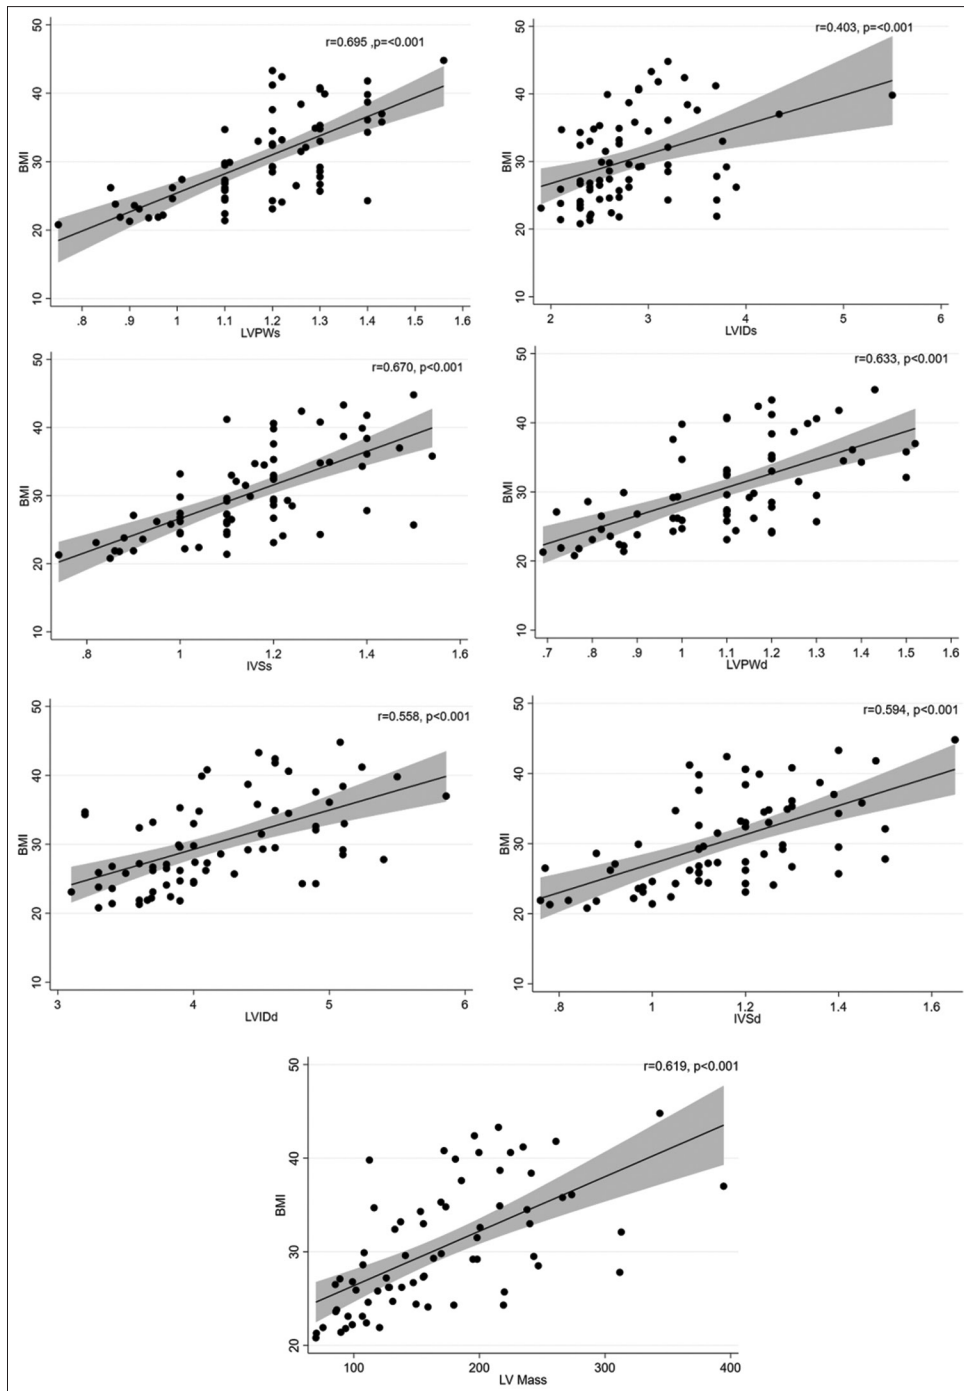 r=0.695 ,p=<0.001
50
40
30
20
10
BMI
.8 .9 1 1.1 1.2 1.3 1.4 1.5 1.6
LVPWs
r=0.403, p=<0.001
50
40
30
20
10
BMI
2 3 4 5 6
LVIDs
r=0.670, p<0.001
50
40
30
20
10
BMI
.8 1 1.2 1.4 1.6
IVSs
r=0.633, p<0.001
50
40
30
20
10
BMI
.7 .8 .9 1 1.1 1.2 1.3 1.4 1.5 1.6
LVPWd
r=0.558, p<0.001
50
40
30
20
10
BMI
3 4 5 6
LVIDd
r=0.594, p<0.001
50
40
30
20
10
BMI
.8 1 1.2 1.4 1.6
IVSd
r=0.619, p<0.001
50
40
30
20
BMI
100 200 300 400
LV Mass